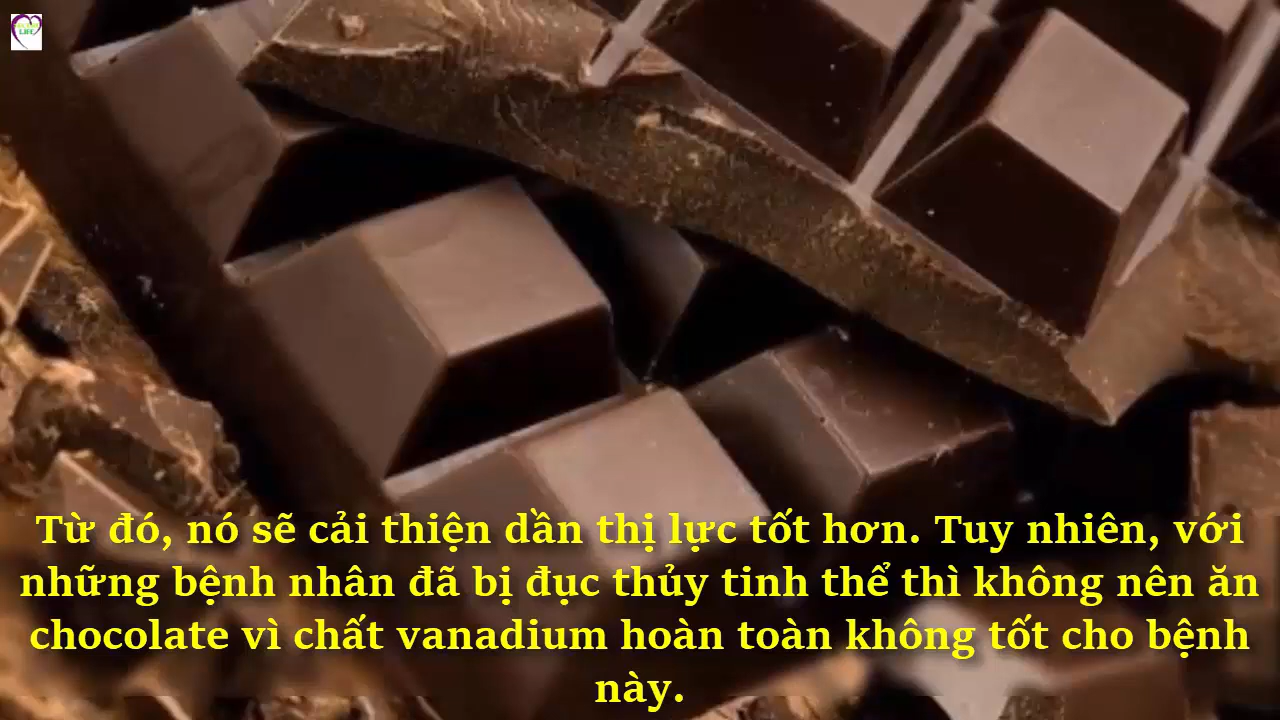 LIFE
Từ đó, nó sẽ cải thiện dần thị lực tốt hơn. Tuy nhiên, với
những bệnh nhân đã bị đục thủy tinh thể thì không nên ăn
chocolate vì chất vanadium hoàn toàn không tốt cho bệnh
này.